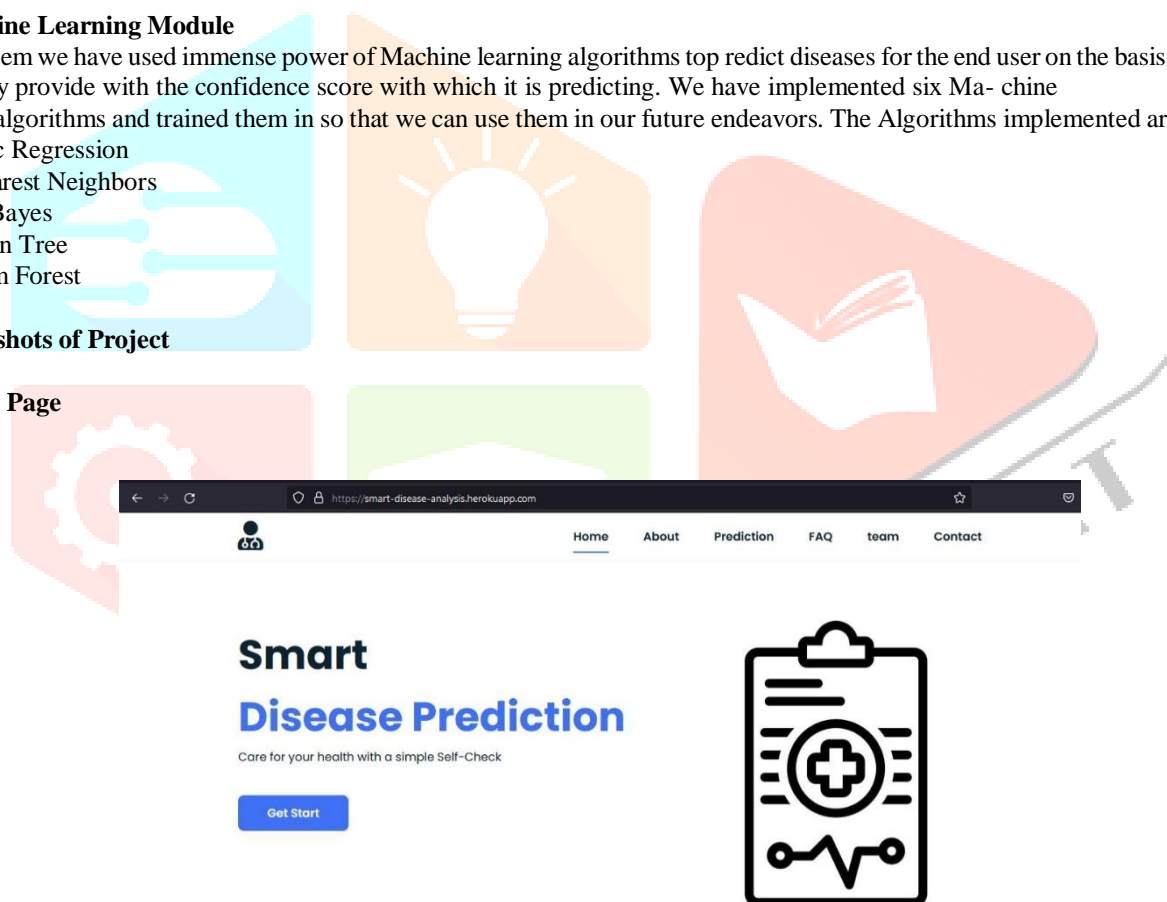 ine Learning Module
em we have used immense power of Machine learning algorithms top redict diseases for the end user on the basis
y provide with the confidence score with which it is predicting. We have implemented six Ma- chine
algorithms and trained them in so that we can use them in our future endeavors. The Algorithms implemented ar
c Regression
arest Neighbors
Bayes
n Tree
m Forest
shots of Project
Page
https://smart-disease-analysis.herokuapp.com
Home About Prediction FAQ team Contact
Smart
Disease Prediction
Care for your health with a simple Self-Check
Get Start